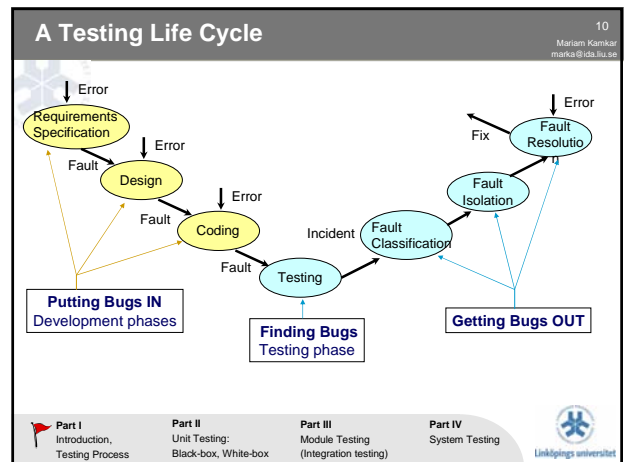 A Testing Life Cycle
10
Mariam Kamkar
marka@ida.liu.se
Error
Requirements
Specification
Fault
Error
Design
Fault
Error
Coding
Fault
Testing
Incident
Fault
Classification
Fault
Isolation
Fix
Error
Fault
Resolutio
n
Putting Bugs IN
Development phases
Finding Bugs
Testing phase
Getting Bugs OUT
Part I
Introduction,
Testing Process
Part II
Unit Testing:
Black-box, White-box
Part III
Module Testing
(Integration testing)
Part IV
System Testing
Linköpings universitet